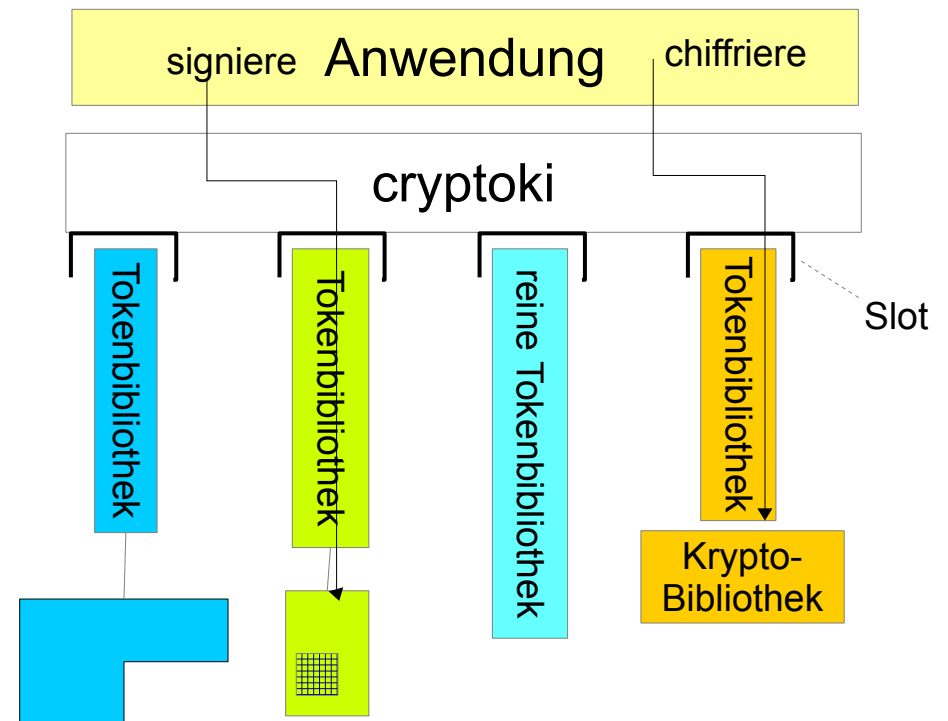 signiere Anwendung chiffriere
cryptoki
Tokenbibliothek
Tokenbibliothek
reine Tokenbibliothek
Tokenbibliothek
Slot
Krypto-
Bibliothek